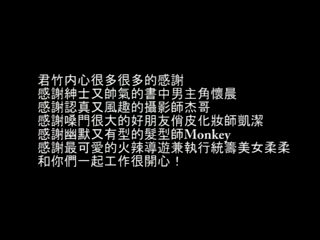 君竹內心很多很多的感謝
感謝紳士又帥氣的書中男主角懷晨
感謝認真又風趣的攝影師杰哥
感謝嗓門很大的好朋友俏皮化妝師凱潔
感謝幽默又有型的髮型師Monkey
感謝最可愛的火辣導遊兼執行統籌美女柔柔
和你們一起工作很開心！